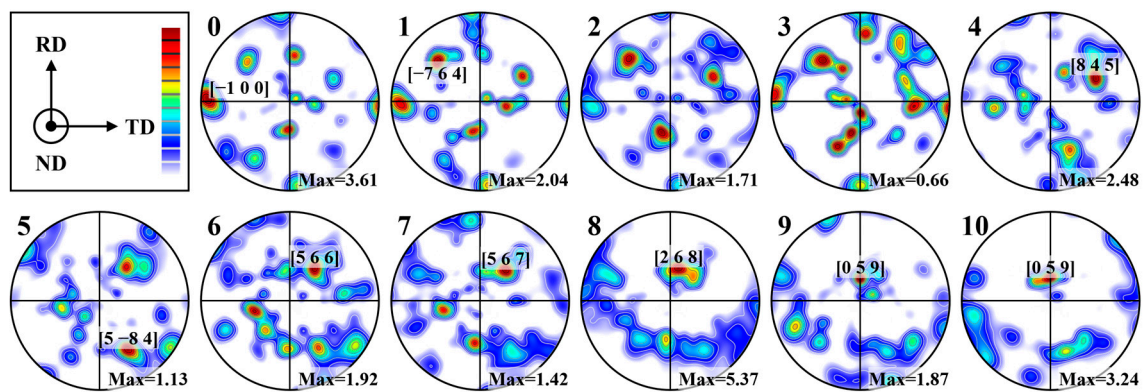 RD
TD
ND
0
[−1 0 0]
Max=3.61
1
[−7 6 4]
Max=2.04
2
Max=1.71
3
Max=0.66
4
[8 4 5]
Max=2.48
5
[5 −8 4]
Max=1.13
6
[5 6 6]
Max=1.92
7
[5 6 7]
Max=1.42
8
[2 6 8]
Max=5.37
9
[0 5 9]
Max=1.87
10
[0 5 9]
Max=3.24